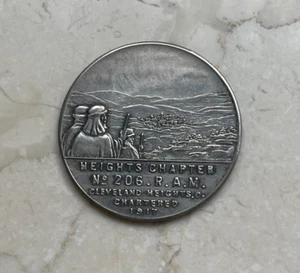 HEIGHTS CHAPTER
No 206. R.A.M.
CLEVELAND HEIGHTS, O.
CHARTERED
1917